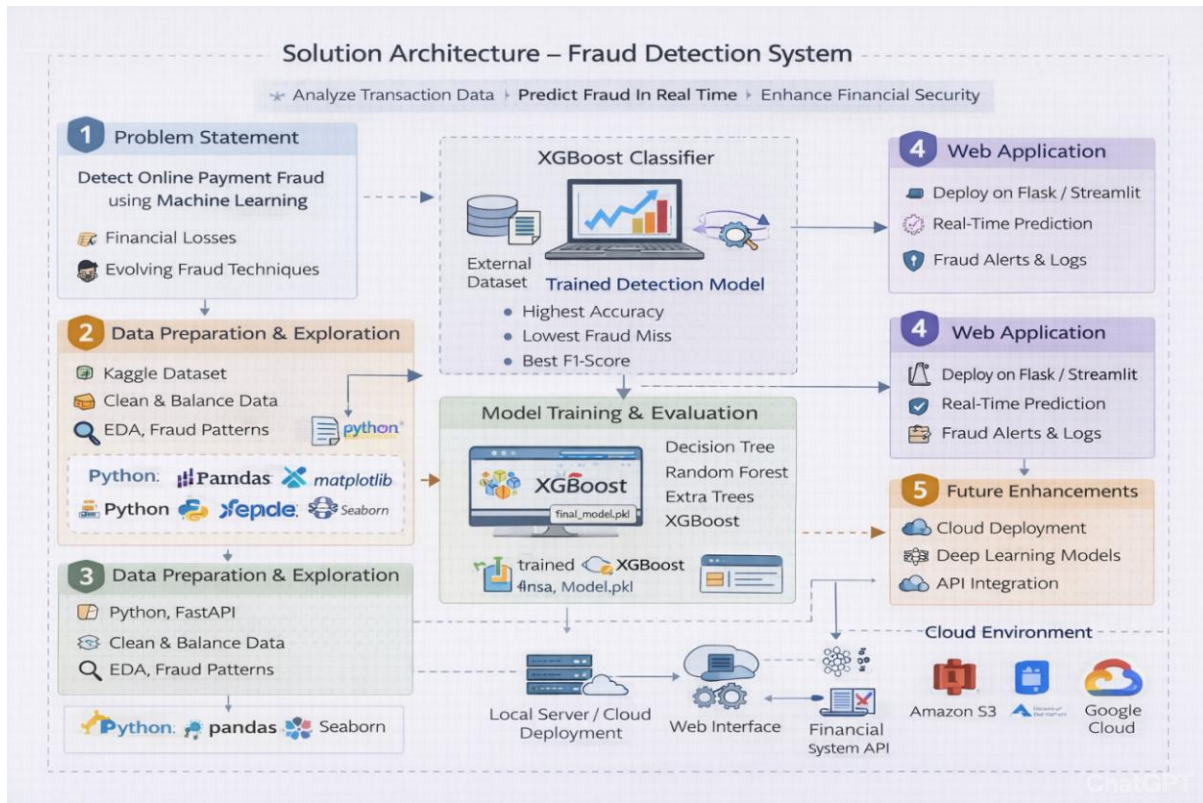 Solution Architecture – Fraud Detection System
Analyze Transaction Data › Predict Fraud In Real Time › Enhance Financial Security
1 Problem Statement
Detect Online Payment Fraud
using Machine Learning
Financial Losses
Evolving Fraud Techniques
XGBoost Classifier
External
Dataset
Trained Detection Model
• Highest Accuracy
• Lowest Fraud Miss
• Best F1-Score
4 Web Application
Deploy on Flask / Streamlit
Real-Time Prediction
Fraud Alerts & Logs
2 Data Preparation & Exploration
Kaggle Dataset
Clean & Balance Data
EDA, Fraud Patterns
python
Python: Pamdas matplotlib
Python Xepcle: Seaborn
Model Training & Evaluation
XGBoost
final_model.pkl
Decision Tree
Random Forest
Extra Trees
XGBoost
trained XGBoost
4nsa, Model.pkl
4 Web Application
Deploy on Flask / Streamlit
Real-Time Prediction
Fraud Alerts & Logs
5 Future Enhancements
Cloud Deployment
Deep Learning Models
API Integration
3 Data Preparation & Exploration
Python, FastAPI
Clean & Balance Data
EDA, Fraud Patterns
Python: pandas Seaborn
Local Server / Cloud
Deployment
Web Interface
Financial
System API
Cloud Environment
Amazon S3
Google
Cloud
ChatGPT